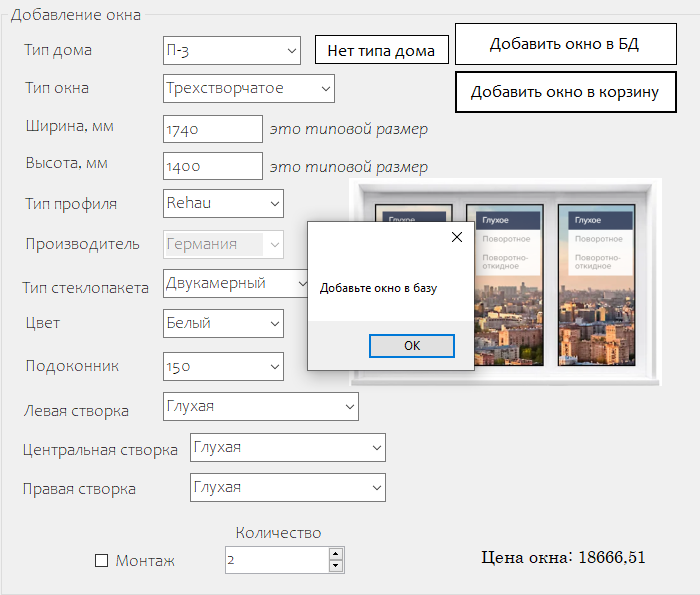 Добавление окна
Тип дома П-3 Нет типа дома Добавить окно в БД
Тип окна Трехстворчатое Добавить окно в корзину
Ширина, мм 1740 это типовой размер
Высота, мм 1400 это типовой размер
Тип профиля Rehau
Глухое Глухое Глухое
Поворотное Поворотное
Производитель Германия
Поворотно-откидное Поворотно-откидное
Тип стеклопакета Двукамерный
Добавьте окно в базу
Цвет Белый
ОК
Подоконник 150
Левая створка Глухая
Центральная створка Глухая
Правая створка Глухая
Количество
Монтаж 2 Цена окна: 18666,51